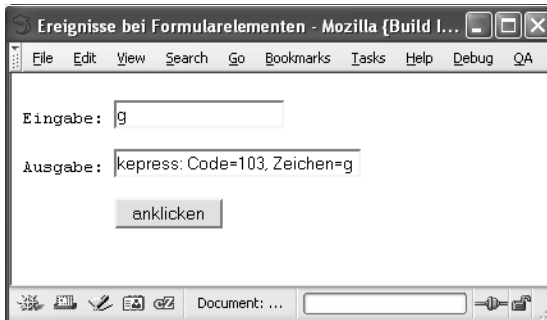 Ereignisse bei Formularelementen - Mozilla {Build I...
File Edit View Search Go Bookmarks Tasks Help Debug QA
Eingabe: g
Ausgabe: kepress: Code=103, Zeichen=g
anklicken
Document: ...